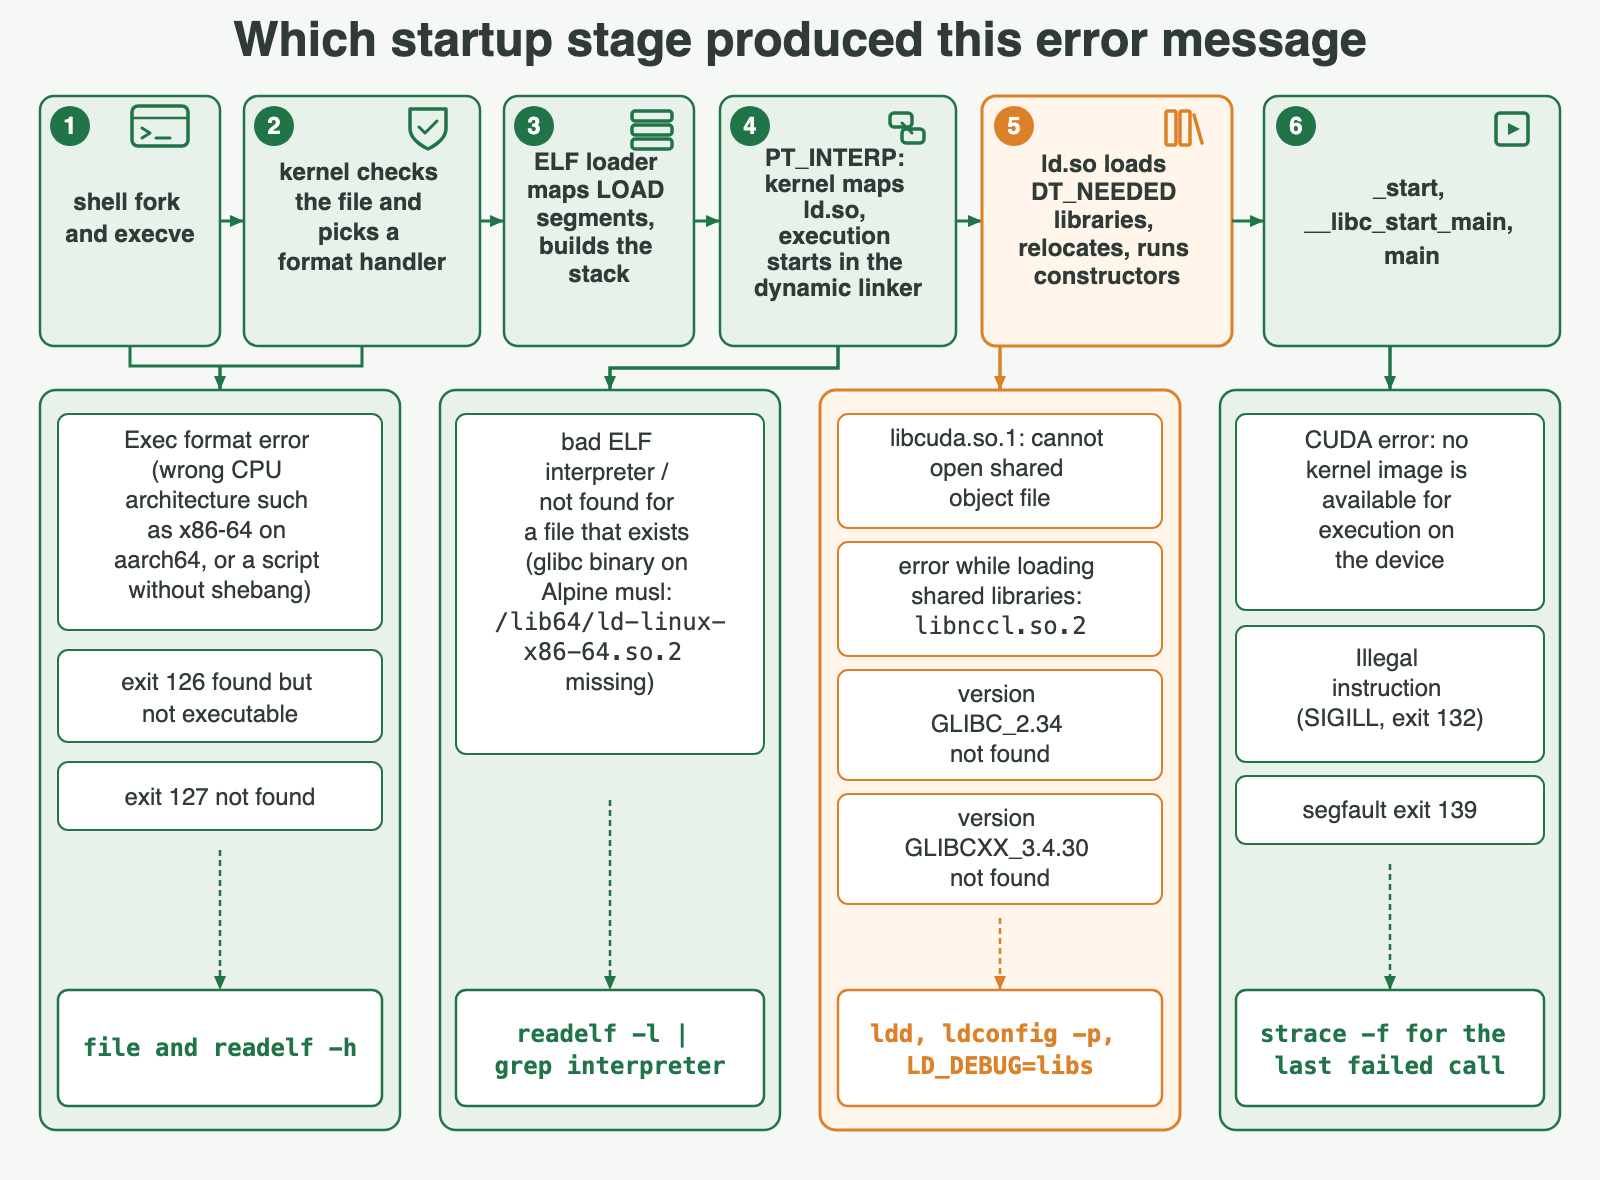 Which startup stage produced this error message
1
shell fork
and execve
2
kernel checks
the file and
picks a
format handler
3
ELF loader
maps LOAD
segments,
builds the
stack
4
PT_INTERP:
kernel maps
ld.so,
execution
starts in the
dynamic linker
5
ld.so loads
DT_NEEDED
libraries,
relocates, runs
constructors
6
_start,
__libc_start_main,
main
Exec format error
(wrong CPU
architecture such
as x86-64 on
aarch64, or a script
without shebang)
exit 126 found but
not executable
exit 127 not found
file and readelf -h
bad ELF
interpreter /
not found for
a file that exists
(glibc binary on
Alpine musl:
/lib64/ld-linux-
x86-64.so.2
missing)
readelf -l |
grep interpreter
libcuda.so.1: cannot
open shared
object file
error while loading
shared libraries:
libnccl.so.2
version
GLIBC_2.34
not found
version
GLIBCXX_3.4.30
not found
ldd, ldconfig -p,
LD_DEBUG=libs
CUDA error: no
kernel image is
available for
execution on
the device
Illegal
instruction
(SIGILL, exit 132)
segfault exit 139
strace -f for the
last failed call